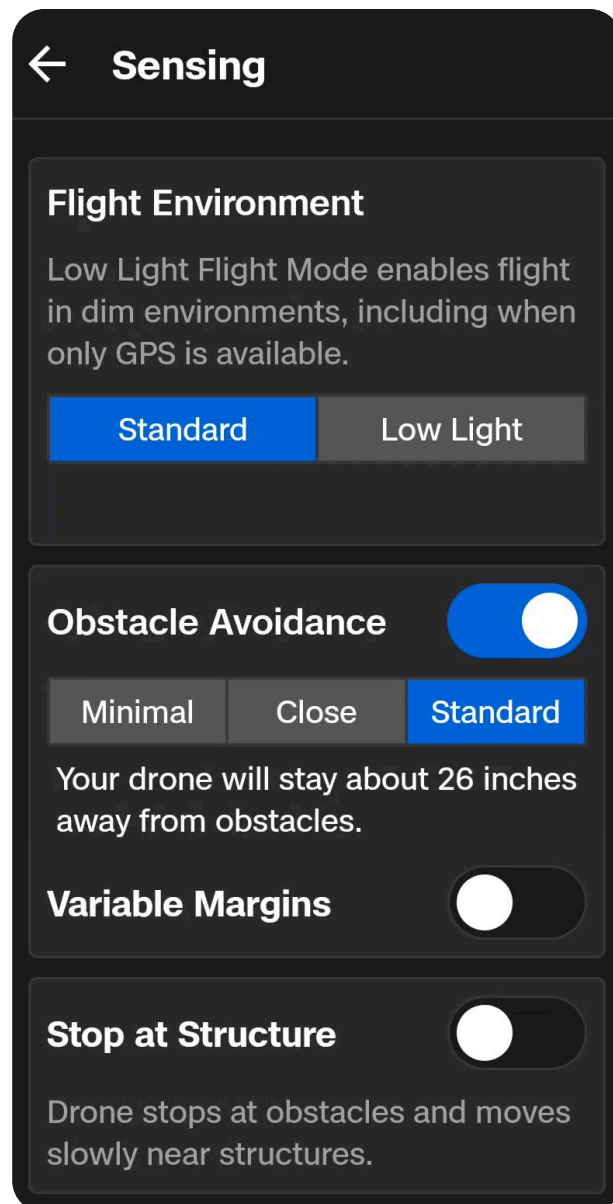 Sensing
Flight Environment
Low Light Flight Mode enables flight
in dim environments, including when
only GPS is available.
Standard Low Light
Obstacle Avoidance
Minimal Close Standard
Your drone will stay about 26 inches
away from obstacles.
Variable Margins
Stop at Structure
Drone stops at obstacles and moves
slowly near structures.